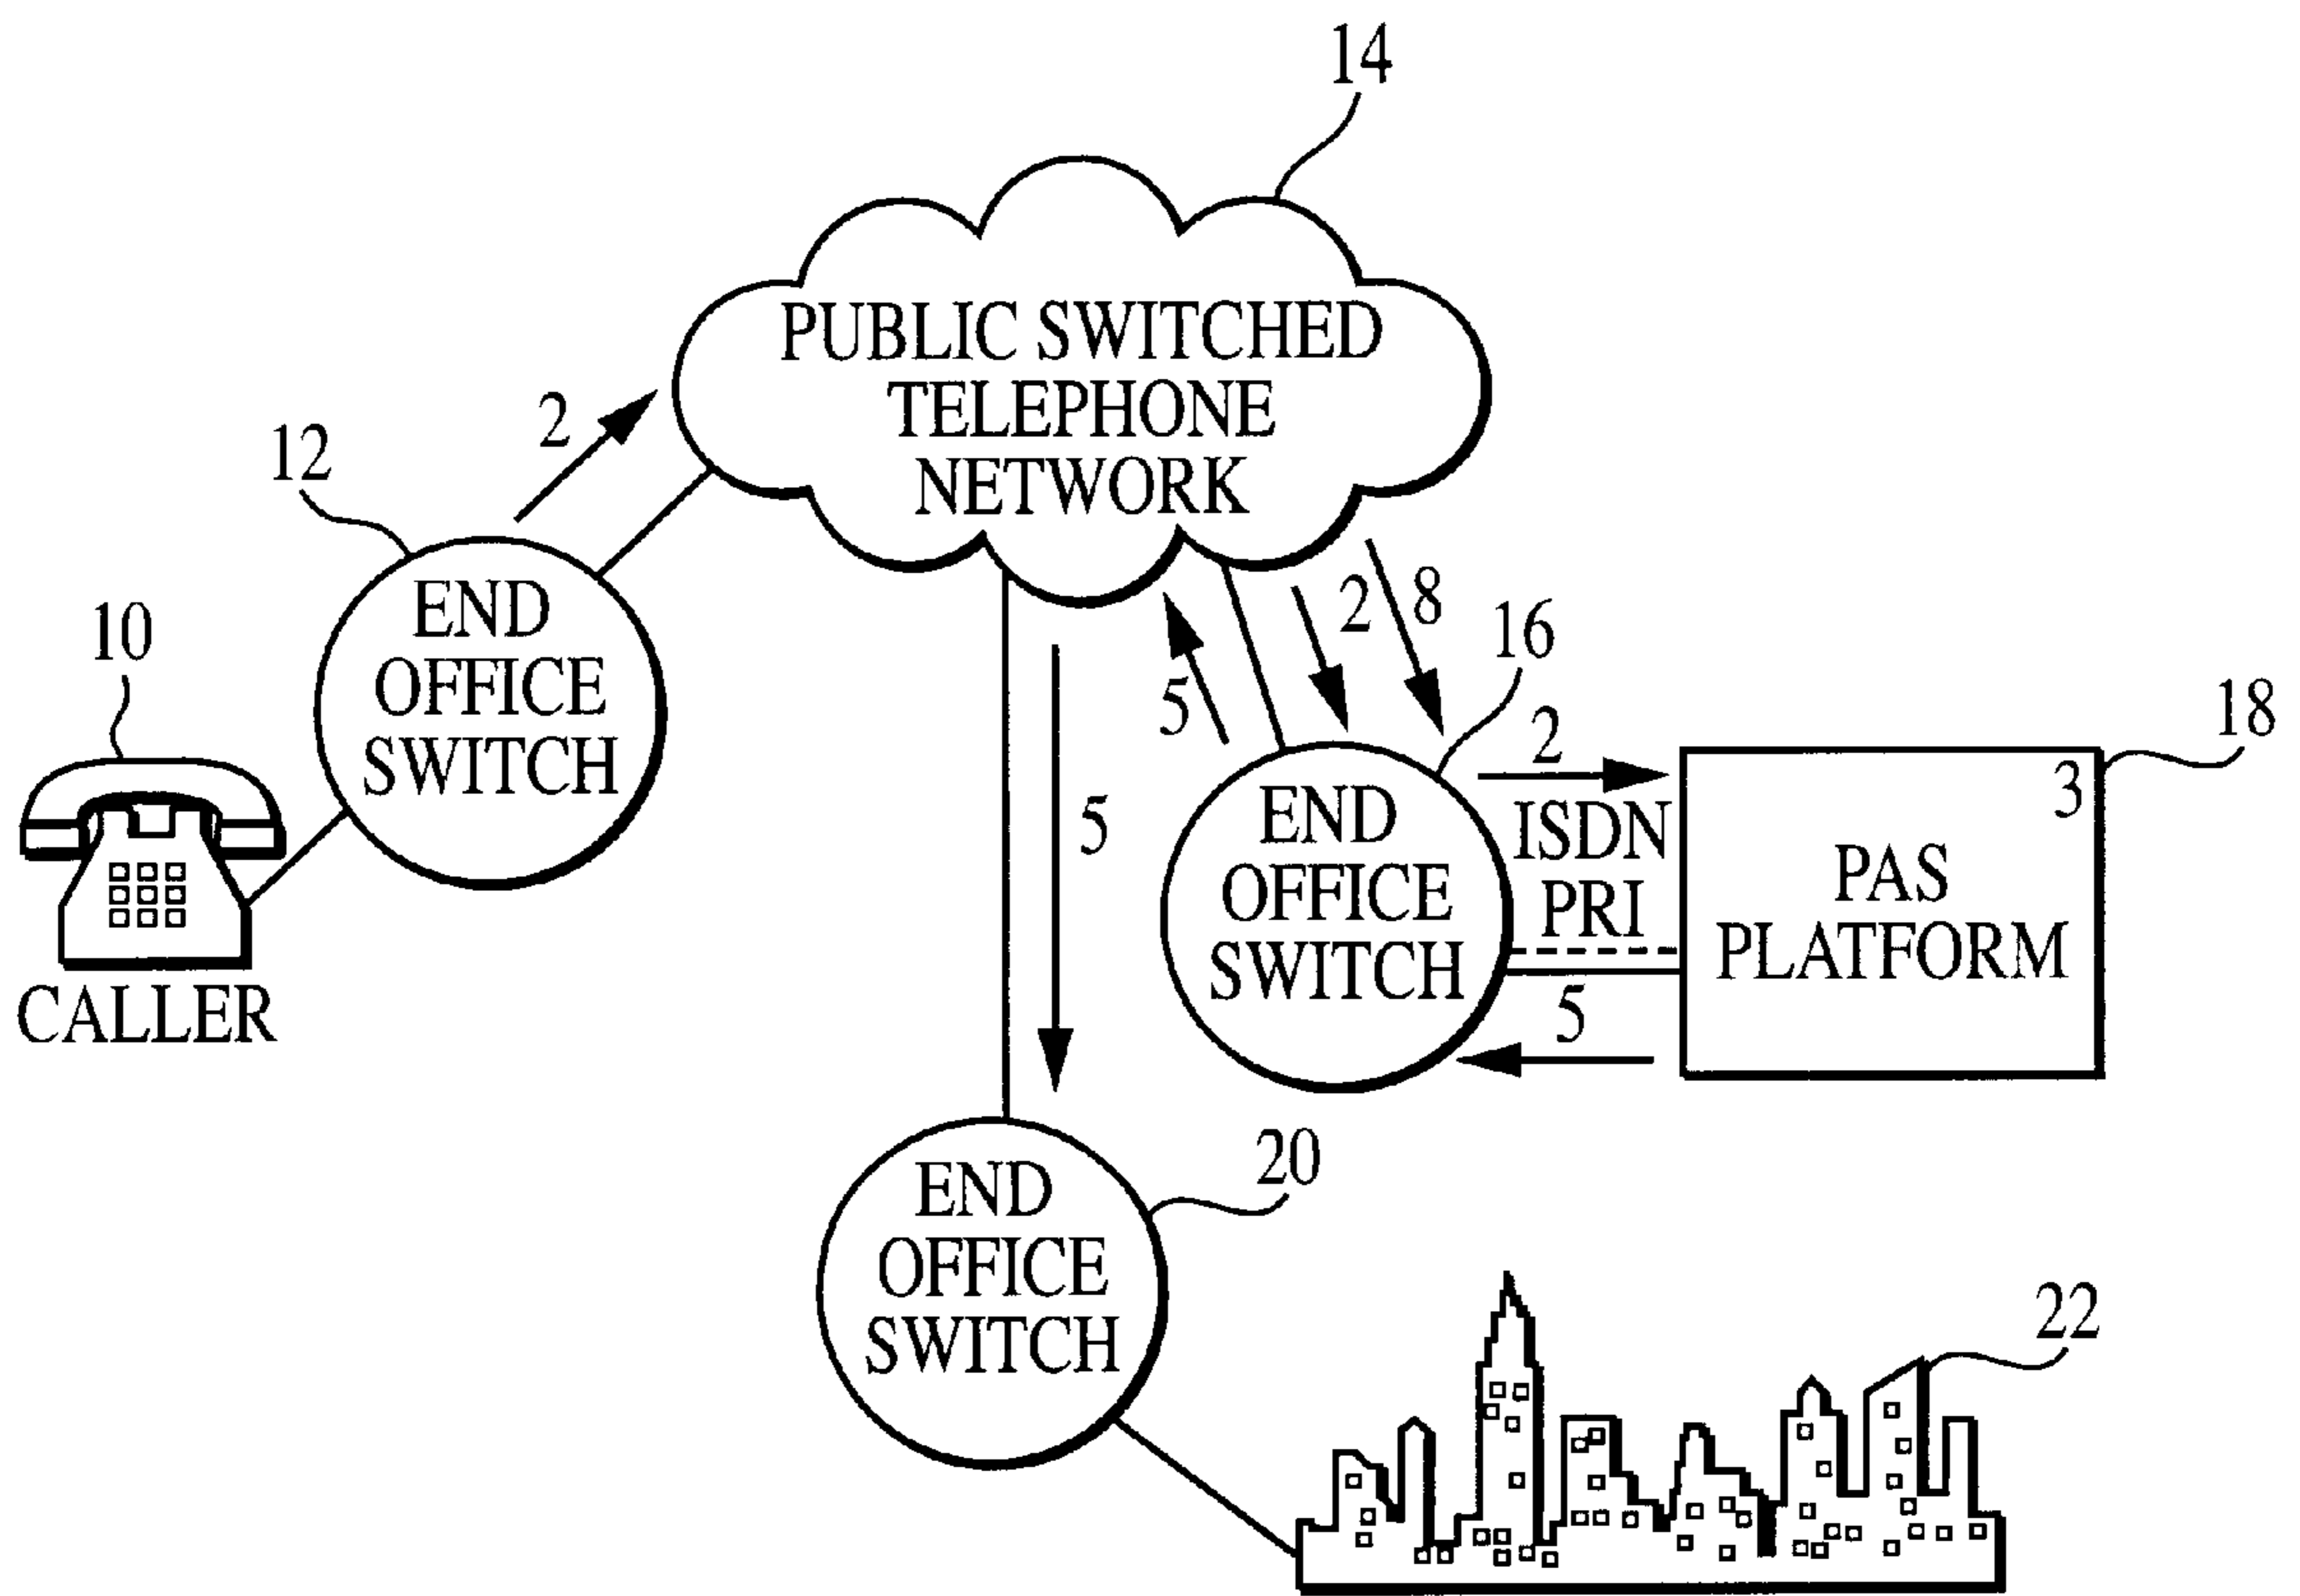 14
PUBLIC SWITCHED
TELEPHONE
NETWORK
2
12
END
OFFICE
SWITCH
10
CALLER
2
8
5
16
5
2
18
END
OFFICE
SWITCH
ISDN
PRI
3
PAS
PLATFORM
5
END
OFFICE
SWITCH
20
22